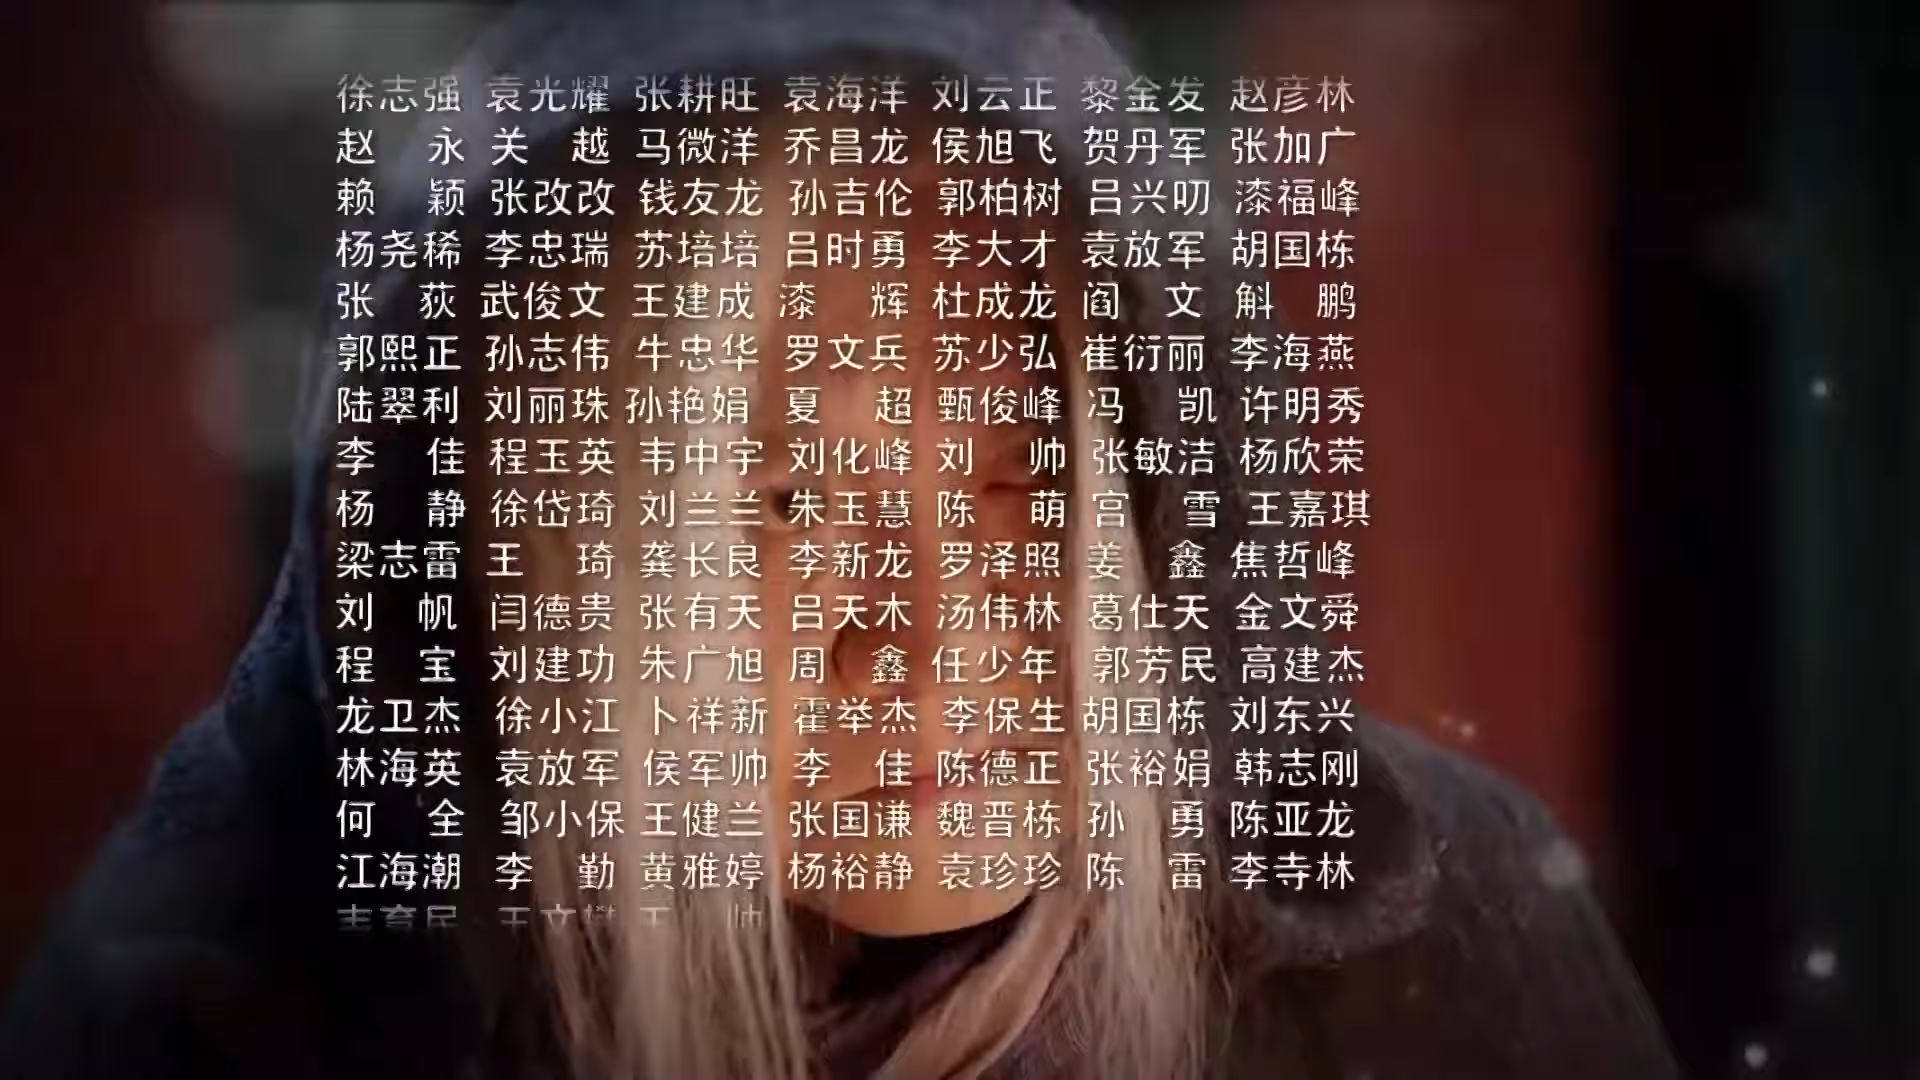 徐志强 袁光耀 张耕旺 袁海洋 刘云正 黎金发 赵彦林
赵 永 关 越 马微洋 乔昌龙 侯旭飞 贺丹军 张加广
赖 颖 张改改 钱友龙 孙吉伦 郭柏树 吕兴叨 漆福峰
杨尧稀 李忠瑞 苏培培 吕时勇 李大才 袁放军 胡国栋
张 荻 武俊文 王建成 漆 辉 杜成龙 阎 文 斛 鹏
郭熙正 孙志伟 牛忠华 罗文兵 苏少弘 崔衍丽 李海燕
陆翠利 刘丽珠 孙艳娟 夏 超 甄俊峰 冯 凯 许明秀
李 佳 程玉英 韦中宇 刘化峰 刘 帅 张敏洁 杨欣荣
杨 静 徐岱琦 刘兰兰 朱玉慧 陈 萌 宫 雪 王嘉琪
梁志雷 王 琦 龚长良 李新龙 罗泽照 姜 鑫 焦哲峰
刘 帆 闫德贵 张有天 吕天木 汤伟林 葛仕天 金文舜
程 宝 刘建功 朱广旭 周 鑫 任少年 郭芳民 高建杰
龙卫杰 徐小江 卜祥新 霍举杰 李保生 胡国栋 刘东兴
林海英 袁放军 侯军帅 李 佳 陈德正 张裕娟 韩志刚
何 全 邹小保 王健兰 张国谦 魏晋栋 孙 勇 陈亚龙
江海潮 李 勤 黄雅婷 杨裕静 袁珍珍 陈 雷 李寺林